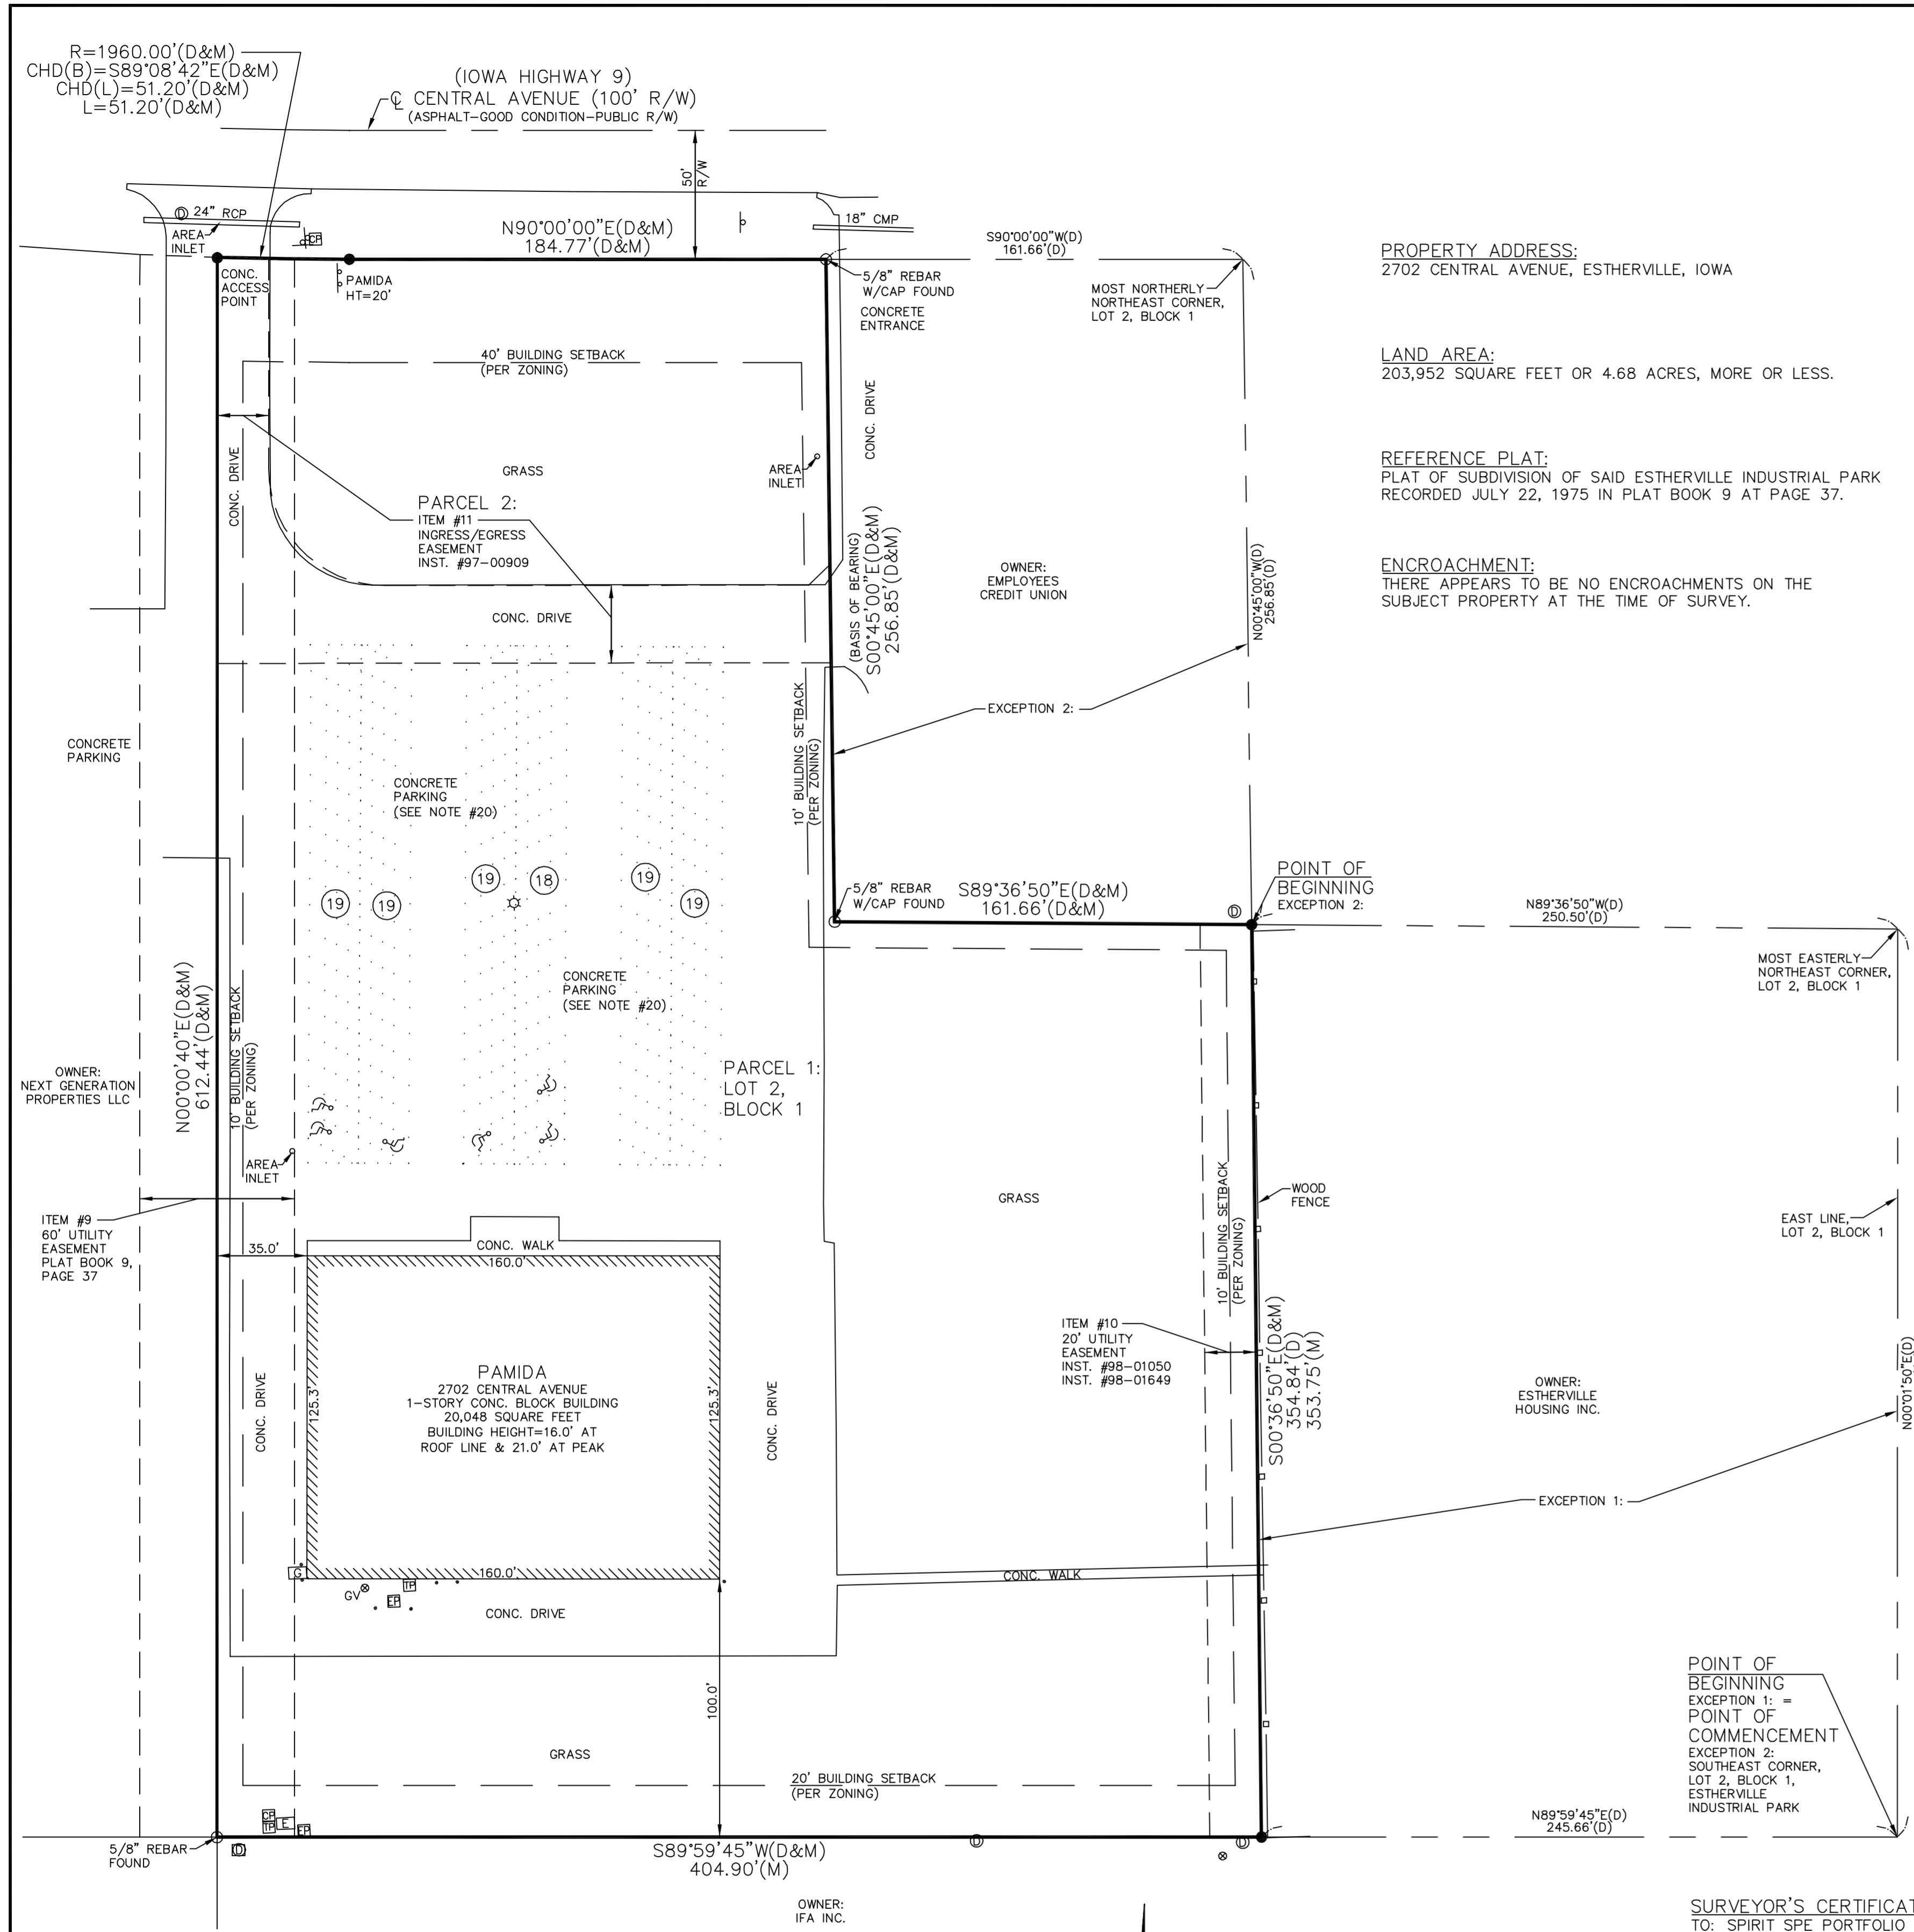 R=1960.00'(D&M)
CHD(B)=S89°08'42"E(D&M)
CHD(L)=51.20'(D&M)
L=51.20'(D&M)
(IOWA HIGHWAY 9)
℄ CENTRAL AVENUE (100' R/W)
(ASPHALT-GOOD CONDITION-PUBLIC R/W)
50'
R/W
D 24" RCP
AREA
INLET
CP
N90°00'00"E(D&M)
184.77'(D&M)
18" CMP
S90°00'00"W(D)
161.66'(D)
CONC.
ACCESS
POINT
PAMIDA
HT=20'
5/8" REBAR
W/CAP FOUND
CONCRETE
ENTRANCE
MOST NORTHERLY
NORTHEAST CORNER,
LOT 2, BLOCK 1
PROPERTY ADDRESS:
2702 CENTRAL AVENUE, ESTHERVILLE, IOWA
LAND AREA:
203,952 SQUARE FEET OR 4.68 ACRES, MORE OR LESS.
REFERENCE PLAT:
PLAT OF SUBDIVISION OF SAID ESTHERVILLE INDUSTRIAL PARK
RECORDED JULY 22, 1975 IN PLAT BOOK 9 AT PAGE 37.
ENCROACHMENT:
THERE APPEARS TO BE NO ENCROACHMENTS ON THE
SUBJECT PROPERTY AT THE TIME OF SURVEY.
40' BUILDING SETBACK
(PER ZONING)
CONC. DRIVE
CONC. DRIVE
GRASS
AREA
INLET
PARCEL 2:
ITEM #11
INGRESS/EGRESS
EASEMENT
INST. #97-00909
(BASIS OF BEARING)
S00°45'00"E(D&M)
256.85'(D&M)
OWNER:
EMPLOYEES
CREDIT UNION
N00°45'00"W(D)
256.85'(D)
CONC. DRIVE
EXCEPTION 2:
10' BUILDING SETBACK
(PER ZONING)
CONCRETE
PARKING
CONCRETE
PARKING
(SEE NOTE #20)
19
19
19
18
19
19
5/8" REBAR
W/CAP FOUND
S89°36'50"E(D&M)
161.66'(D&M)
D
POINT OF
BEGINNING
EXCEPTION 2:
N89°36'50"W(D)
250.50'(D)
MOST EASTERLY
NORTHEAST CORNER,
LOT 2, BLOCK 1
CONCRETE
PARKING
(SEE NOTE #20)
N00°00'40"E(D&M)
612.44'(D&M)
10' BUILDING SETBACK
(PER ZONING)
OWNER:
NEXT GENERATION
PROPERTIES LLC
PARCEL 1:
LOT 2,
BLOCK 1
AREA
INLET
GRASS
10' BUILDING SETBACK
(PER ZONING)
WOOD
FENCE
EAST LINE,
LOT 2, BLOCK 1
ITEM #9
60' UTILITY
EASEMENT
PLAT BOOK 9,
PAGE 37
35.0'
CONC. WALK
160.0'
ITEM #10
20' UTILITY
EASEMENT
INST. #98-01050
INST. #98-01649
S00°36'50"E(D&M)
354.84'(D)
353.75'(M)
N00°01'50"E(D)
CONC. DRIVE
125.3'
PAMIDA
2702 CENTRAL AVENUE
1-STORY CONC. BLOCK BUILDING
20,048 SQUARE FEET
BUILDING HEIGHT=16.0' AT
ROOF LINE & 21.0' AT PEAK
125.3'
CONC. DRIVE
OWNER:
ESTHERVILLE
HOUSING INC.
EXCEPTION 1:
G
160.0'
GV
TP
EP
CONC. DRIVE
CONC. WALK
100.0'
POINT OF
BEGINNING
EXCEPTION 1: =
POINT OF
COMMENCEMENT
EXCEPTION 2:
SOUTHEAST CORNER,
LOT 2, BLOCK 1,
ESTHERVILLE
INDUSTRIAL PARK
GRASS
20' BUILDING SETBACK
(PER ZONING)
CP
TP
E
EP
5/8" REBAR
FOUND
D
S89°59'45"W(D&M)
404.90'(M)
D
D
N89°59'45"E(D)
245.66'(D)
OWNER:
IFA INC.
SURVEYOR'S CERTIFICAT
TO: SPIRIT SPE PORTFOLIO